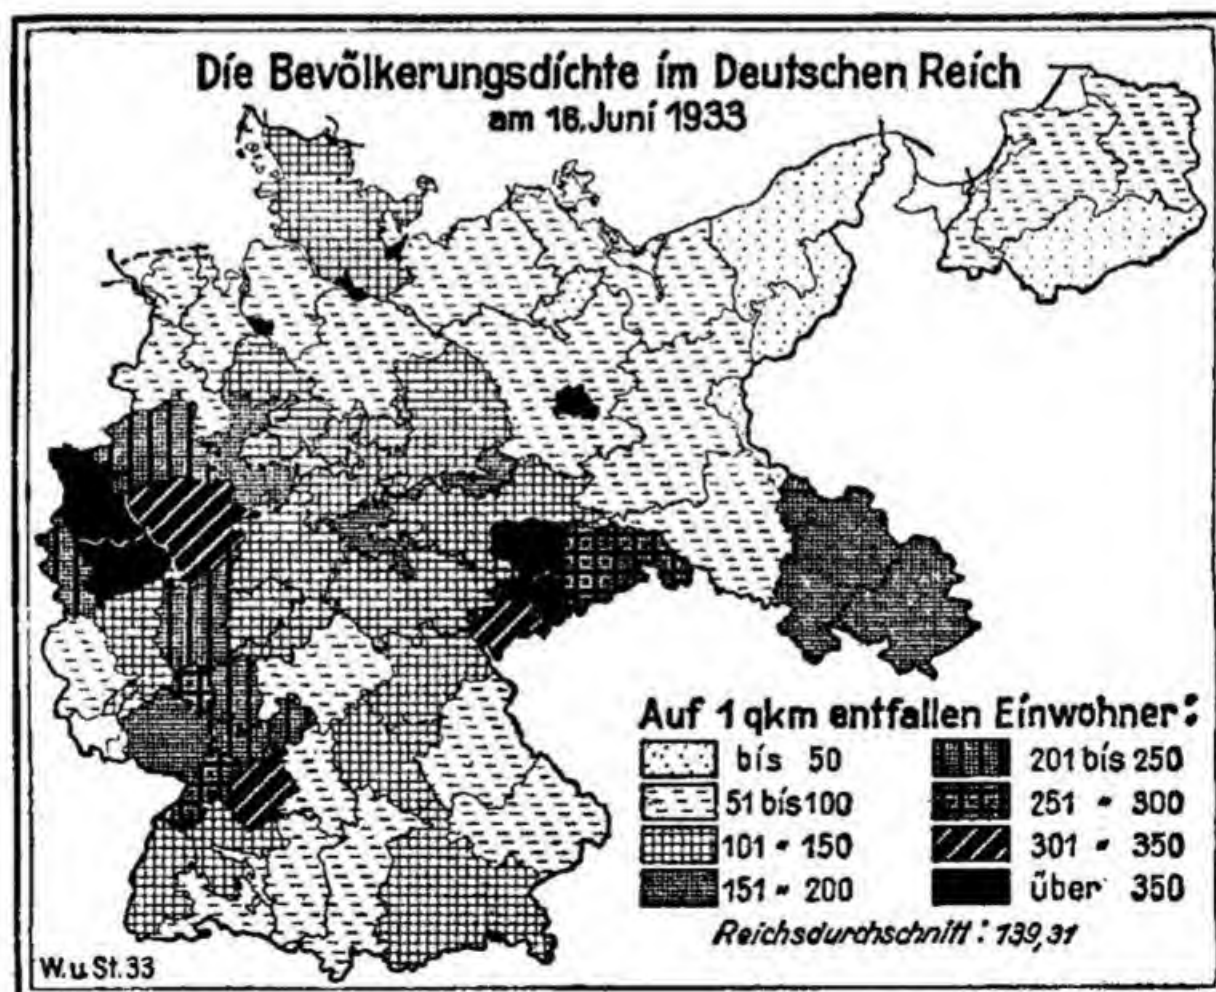 Die Bevölkerungsdichte im Deutschen Reich
am 16. Juni 1933
Auf 1 qkm entfallen Einwohner:
bis 50
51 bis 100
101 " 150
151 " 200
201 bis 250
251 " 300
301 " 350
über 350
Reichsdurchschnitt: 139,31
W.u.St.33